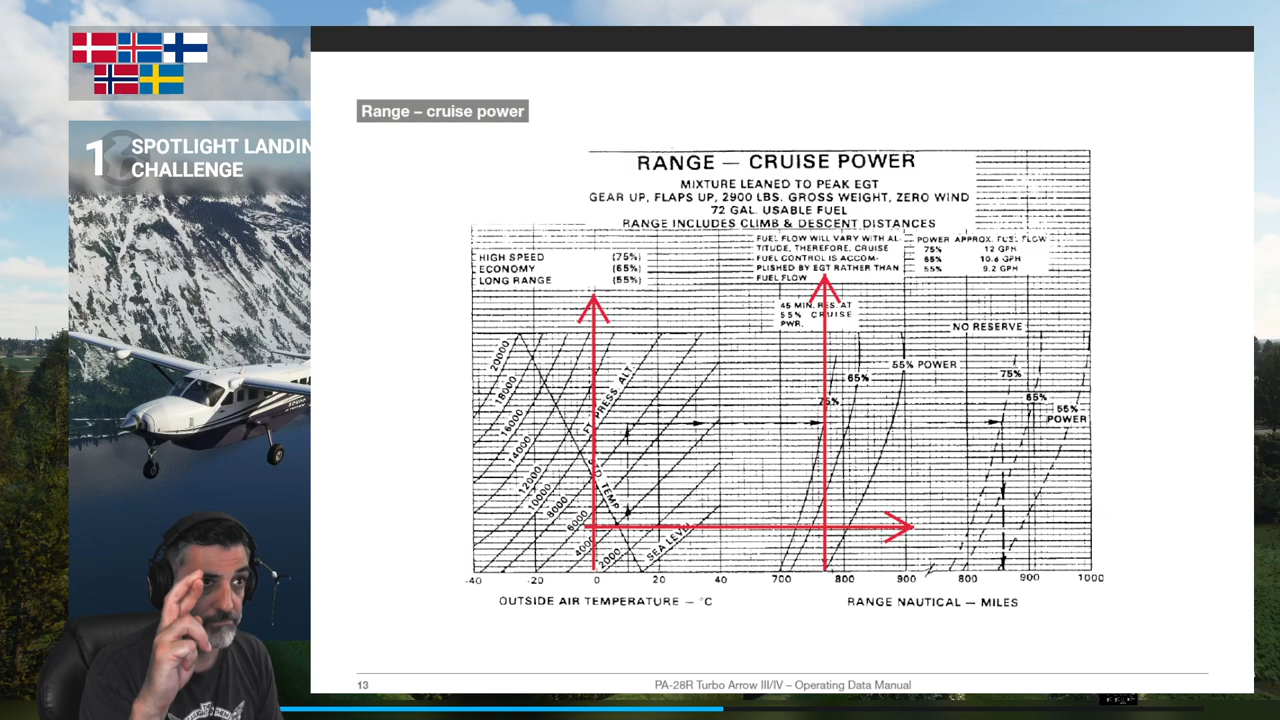 1 SPOTLIGHT LANDIN
CHALLENGE
Range – cruise power
RANGE — CRUISE POWER
MIXTURE LEANED TO PEAK EGT
GEAR UP, FLAPS UP, 2900 LBS. GROSS WEIGHT, ZERO WIND
72 GAL. USABLE FUEL
RANGE INCLUDES CLIMB & DESCENT DISTANCES
HIGH SPEED (75%)
ECONOMY (65%)
LONG RANGE (55%)
FUEL FLOW WILL VARY WITH AL-
TITUDE, THEREFORE, CRUISE
FUEL CONTROL IS ACCOM-
PLISHED BY EGT RATHER THAN
FUEL FLOW
POWER APPROX. FUEL FLOW
75% 12 GPH
65% 10.6 GPH
55% 9.2 GPH
45 MIN. RES. AT
55% CRUISE
PWR.
NO RESERVE
20000
18000
16000
14000
12000
10000
8000
6000
4000
2000
SEA LEVEL
PRESS. ALT.
STD TEMP
75%
65%
55% POWER
75%
65%
55%
POWER
-40 -20 0 20 40 700 800 900 800 900 1000
OUTSIDE AIR TEMPERATURE — °C
RANGE NAUTICAL — MILES
13
PA-28R Turbo Arrow III/IV – Operating Data Manual